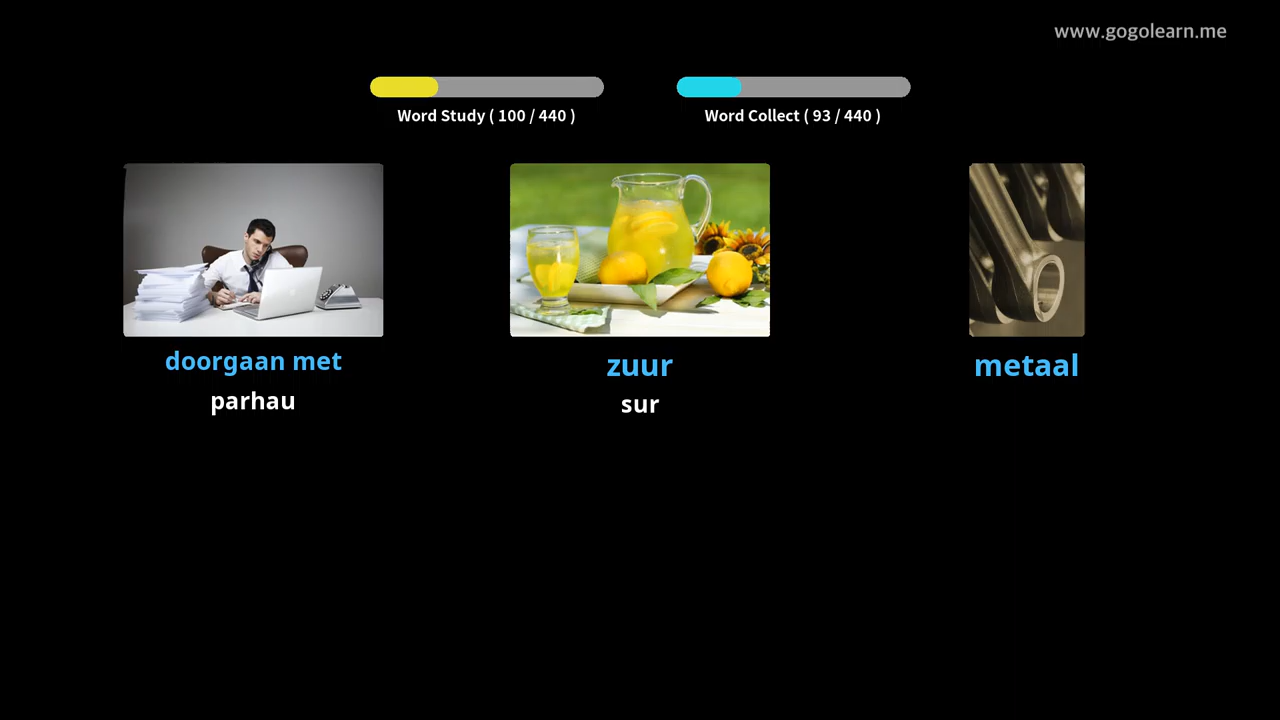 www.gogolearn.me
Word Study ( 100 / 440 )
Word Collect ( 93 / 440 )
doorgaan met
parhau
zuur
sur
metaal